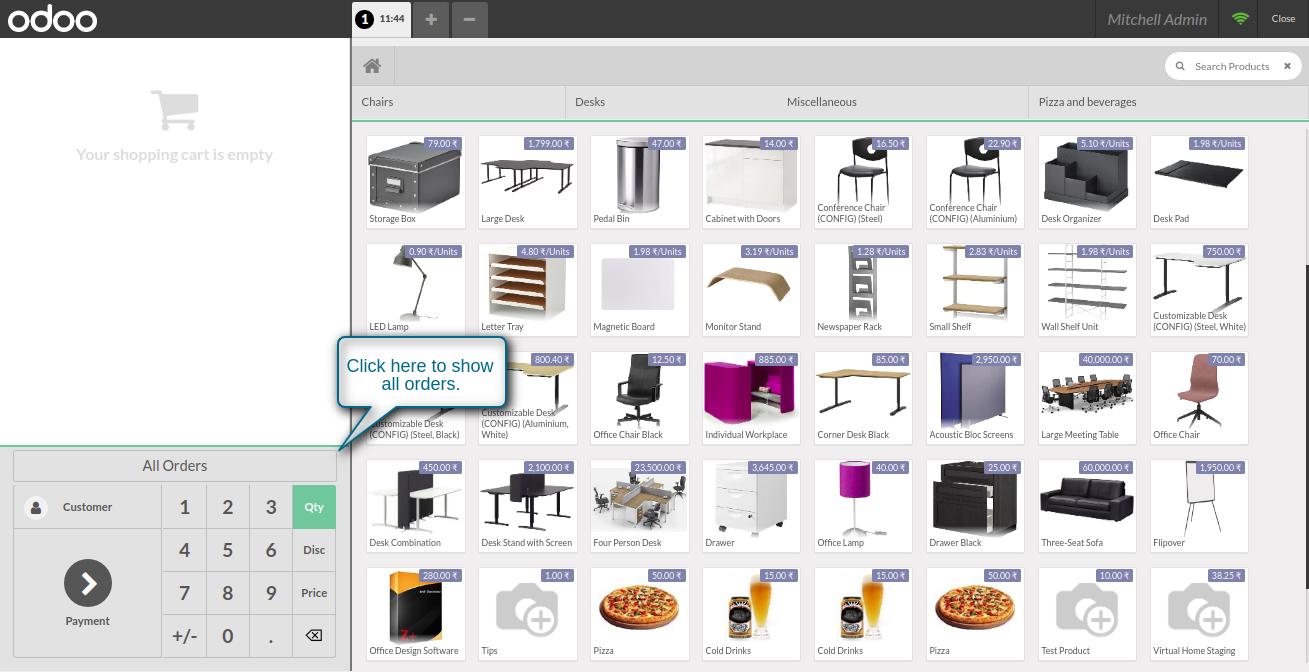 odoo
1 11:44 + −
Mitchell Admin
Close
Search Products
Your shopping cart is empty
Chairs
Desks
Miscellaneous
Pizza and beverages
79.00 ₹
Storage Box
1,799.00 ₹
Large Desk
47.00 ₹
Pedal Bin
14.00 ₹
Cabinet with Doors
16.50 ₹
Conference Chair
(CONFIG) (Steel)
22.90 ₹
Conference Chair
(CONFIG) (Aluminium)
5.10 ₹/Units
Desk Organizer
1.98 ₹/Units
Desk Pad
0.90 ₹/Units
LED Lamp
4.80 ₹/Units
Letter Tray
1.98 ₹/Units
Magnetic Board
3.19 ₹/Units
Monitor Stand
1.28 ₹/Units
Newspaper Rack
2.83 ₹/Units
Small Shelf
1.98 ₹/Units
Wall Shelf Unit
750.00 ₹
Customizable Desk
(CONFIG) (Steel, White)
Click here to show
all orders.
Customizable Desk
(CONFIG) (Steel, Black)
800.40 ₹
Customizable Desk
(CONFIG) (Aluminium,
White)
12.50 ₹
Office Chair Black
885.00 ₹
Individual Workplace
85.00 ₹
Corner Desk Black
2,950.00 ₹
Acoustic Bloc Screens
40,000.00 ₹
Large Meeting Table
70.00 ₹
Office Chair
450.00 ₹
Desk Combination
2,100.00 ₹
Desk Stand with Screen
23,500.00 ₹
Four Person Desk
3,645.00 ₹
Drawer
40.00 ₹
Office Lamp
25.00 ₹
Drawer Black
60,000.00 ₹
Three-Seat Sofa
1,950.00 ₹
Flipover
280.00 ₹
Office Design Software
1.00 ₹
Tips
50.00 ₹
Pizza
15.00 ₹
Cold Drinks
15.00 ₹
Cold Drinks
50.00 ₹
Pizza
10.00 ₹
Test Product
38.25 ₹
Virtual Home Staging
All Orders
Customer
Payment
1 2 3 Qty
4 5 6 Disc
7 8 9 Price
+/- 0 .